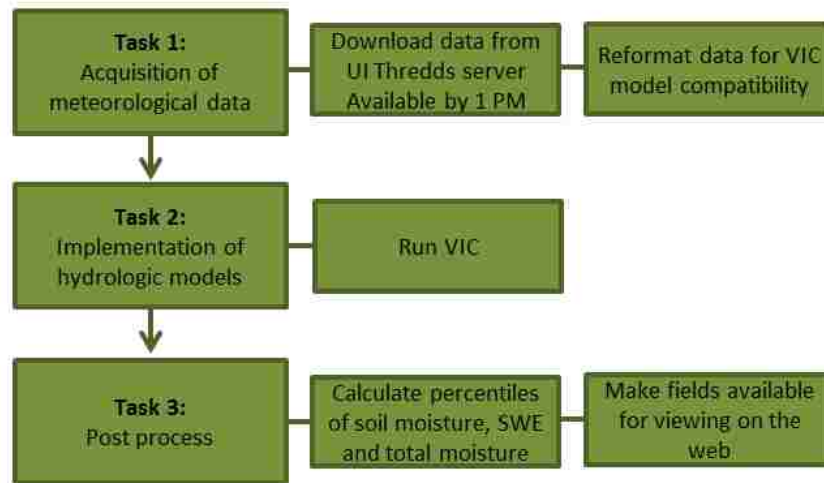 Task 1:
Acquisition of
meteorological data
Download data from
UI Thredds server
Available by 1 PM
Reformat data for VIC
model compatibility
Task 2:
Implementation of
hydrologic models
Run VIC
Task 3:
Post process
Calculate percentiles
of soil moisture, SWE
and total moisture
Make fields available
for viewing on the
web